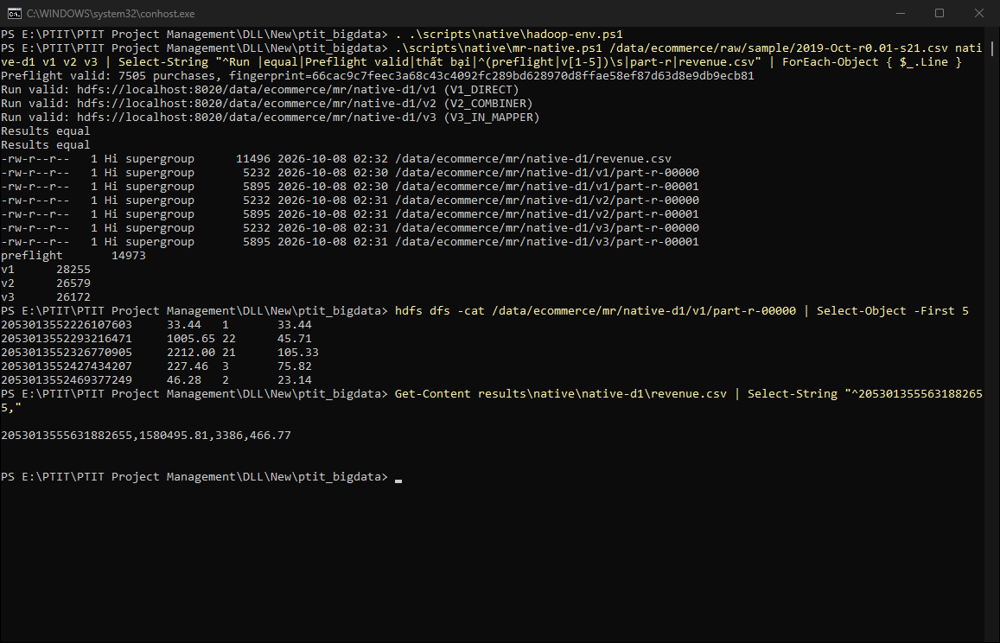 C:\WINDOWS\system32\conhost.exe
PS E:\PTIT\PTIT Project Management\DLL\New\ptit_bigdata> . .\scripts\native\hadoop-env.ps1
PS E:\PTIT\PTIT Project Management\DLL\New\ptit_bigdata> .\scripts\native\mr-native.ps1 /data/ecommerce/raw/sample/2019-Oct-r0.01-s21.csv nati
ve-d1 v1 v2 v3 | Select-String "^Run |equal|Preflight valid|thất bại|^(preflight|v[1-5])\s|part-r|revenue.csv" | ForEach-Object { $_.Line }
Preflight valid: 7505 purchases, fingerprint=66cac9c7feec3a68c43c4092fc289bd628970d8ffae58ef87d63d8e9db9ecb81
Run valid: hdfs://localhost:8020/data/ecommerce/mr/native-d1/v1 (V1_DIRECT)
Run valid: hdfs://localhost:8020/data/ecommerce/mr/native-d1/v2 (V2_COMBINER)
Run valid: hdfs://localhost:8020/data/ecommerce/mr/native-d1/v3 (V3_IN_MAPPER)
Results equal
Results equal
-rw-r--r--   1 Hi supergroup      11496 2026-10-08 02:32 /data/ecommerce/mr/native-d1/revenue.csv
-rw-r--r--   1 Hi supergroup       5232 2026-10-08 02:30 /data/ecommerce/mr/native-d1/v1/part-r-00000
-rw-r--r--   1 Hi supergroup       5895 2026-10-08 02:30 /data/ecommerce/mr/native-d1/v1/part-r-00001
-rw-r--r--   1 Hi supergroup       5232 2026-10-08 02:31 /data/ecommerce/mr/native-d1/v2/part-r-00000
-rw-r--r--   1 Hi supergroup       5895 2026-10-08 02:31 /data/ecommerce/mr/native-d1/v2/part-r-00001
-rw-r--r--   1 Hi supergroup       5232 2026-10-08 02:31 /data/ecommerce/mr/native-d1/v3/part-r-00000
-rw-r--r--   1 Hi supergroup       5895 2026-10-08 02:31 /data/ecommerce/mr/native-d1/v3/part-r-00001
preflight       14973
v1      28255
v2      26579
v3      26172
PS E:\PTIT\PTIT Project Management\DLL\New\ptit_bigdata> hdfs dfs -cat /data/ecommerce/mr/native-d1/v1/part-r-00000 | Select-Object -First 5
2053013552226107603     33.44   1       33.44
2053013552293216471     1005.65 22      45.71
2053013552326770905     2212.00 21      105.33
2053013552427434207     227.46  3       75.82
2053013552469377249     46.28   2       23.14
PS E:\PTIT\PTIT Project Management\DLL\New\ptit_bigdata> Get-Content results\native\native-d1\revenue.csv | Select-String "^205301355563188265
5,"
2053013555631882655,1580495.81,3386,466.77
PS E:\PTIT\PTIT Project Management\DLL\New\ptit_bigdata>